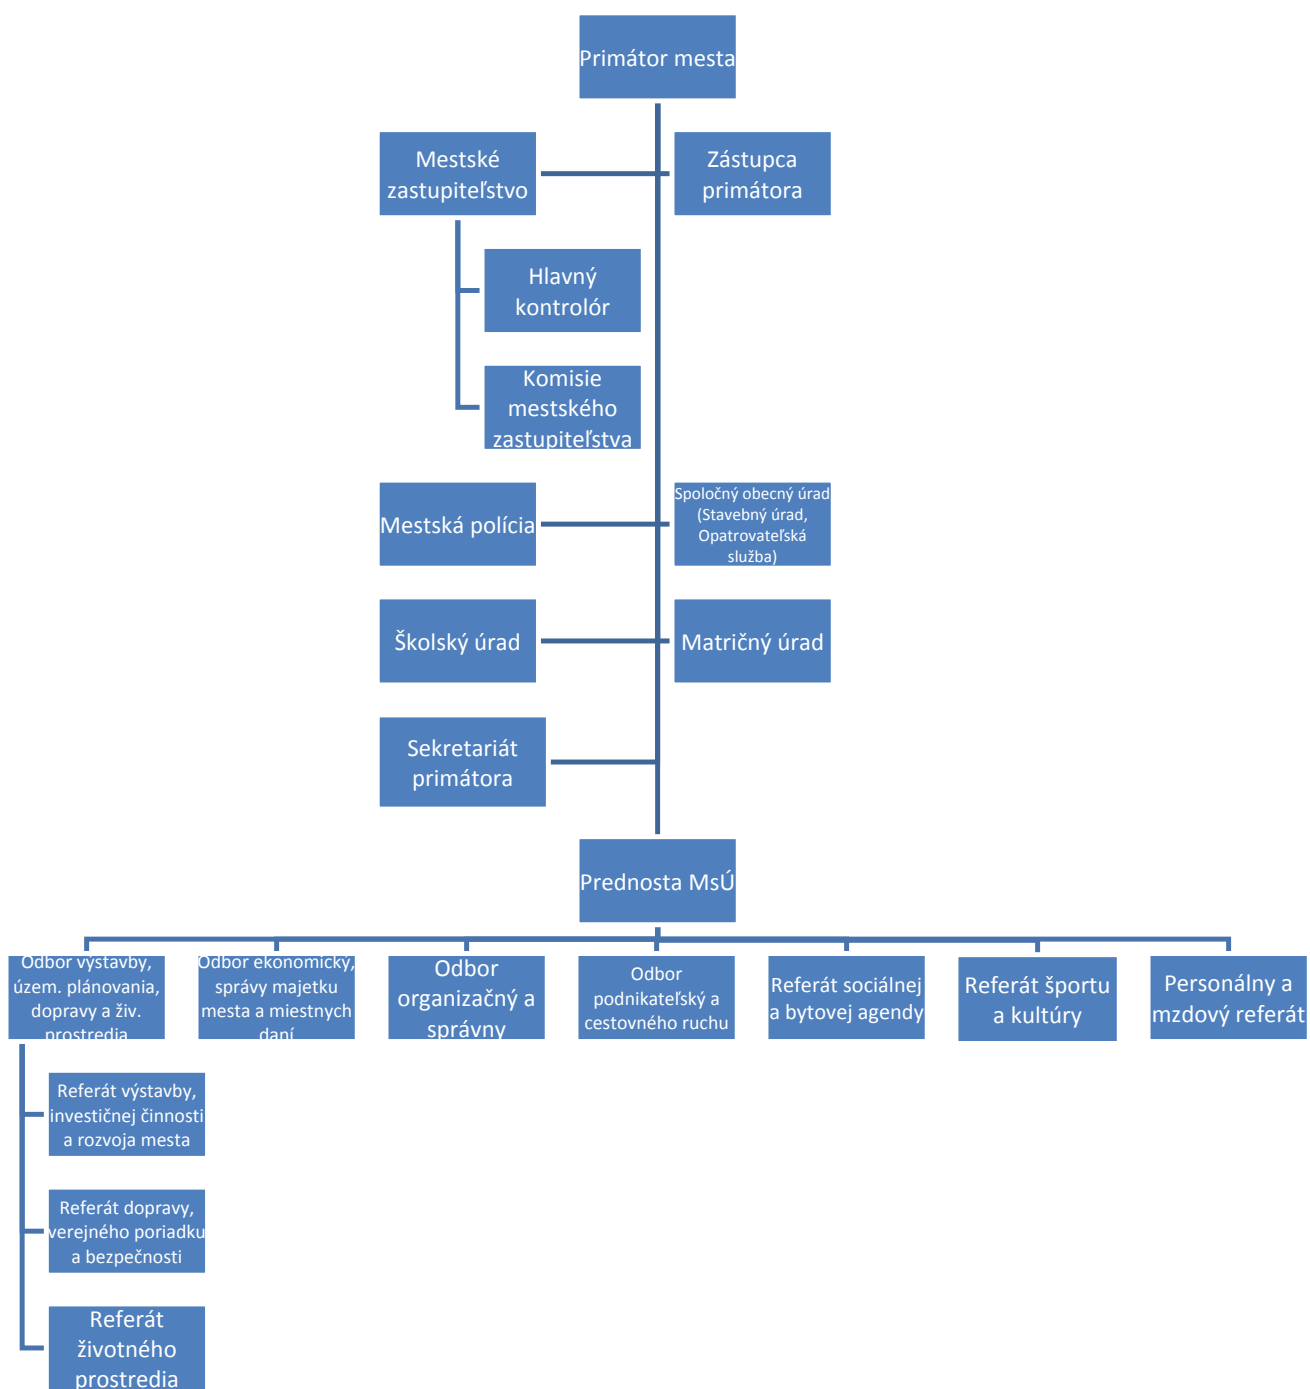 Primátor mesta
Mestské
zastupiteľstvo
Zástupca
primátora
Hlavný
kontrolór
Komisie
mestského
zastupiteľstva
Mestská polícia
Spoločný obecný úrad
(Stavebný úrad,
Opatrovateľská
služba)
Školský úrad
Matričný úrad
Sekretariát
primátora
Prednosta MsÚ
Odbor výstavby,
územ. plánovania,
dopravy a živ.
prostredia
Odbor ekonomický,
správy majetku
mesta a miestnych
daní
Odbor
organizačný a
správny
Odbor
podnikateľský a
cestovného ruchu
Referát sociálnej
a bytovej agendy
Referát športu
a kultúry
Personálny a
mzdový referát
Referát výstavby,
investičnej činnosti
a rozvoja mesta
Referát dopravy,
verejného poriadku
a bezpečnosti
Referát
životného
prostredia